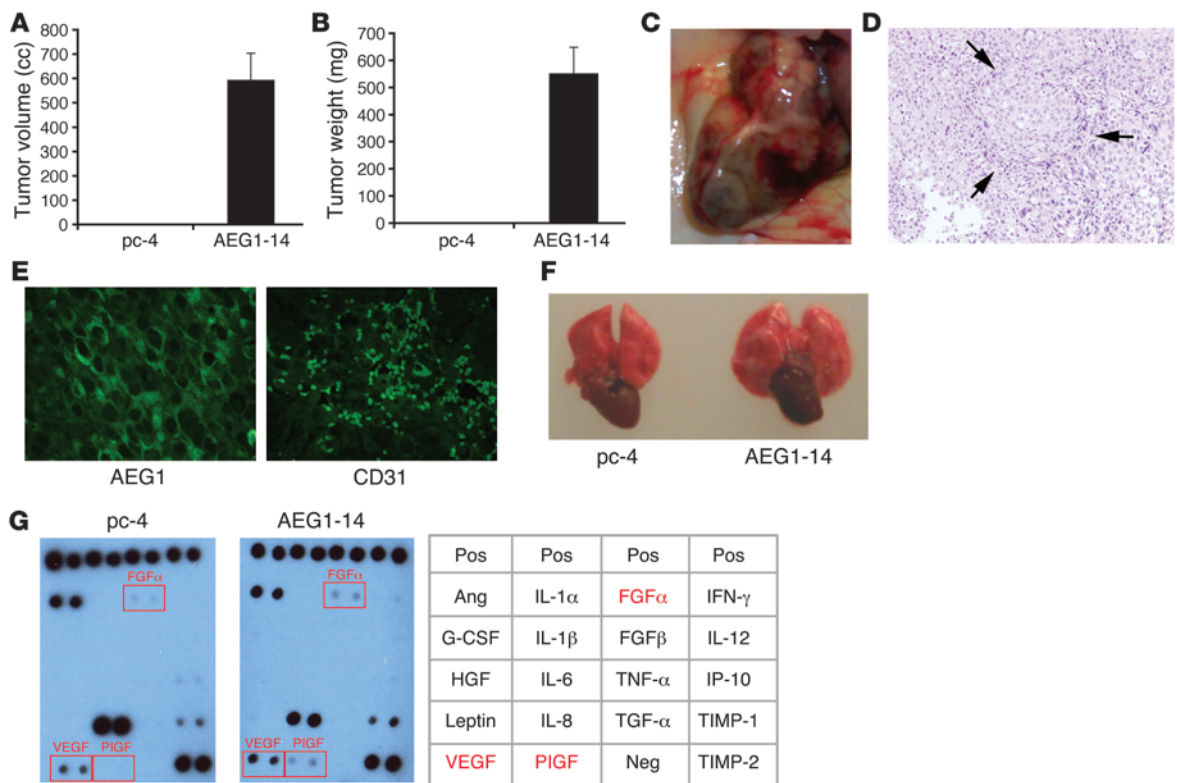 A
Tumor volume (cc)
800
700
600
500
400
300
200
100
0
pc-4 AEG1-14
B
Tumor weight (mg)
700
600
500
400
300
200
100
0
pc-4 AEG1-14
C
D
E
AEG1 CD31
F
pc-4 AEG1-14
G
pc-4 AEG1-14
FGFα
VEGF PIGF
FGFα
VEGF PIGF
Pos Pos Pos Pos
Ang IL-1α FGFα IFN-γ
G-CSF IL-1β FGFβ IL-12
HGF IL-6 TNF-α IP-10
Leptin IL-8 TGF-α TIMP-1
VEGF PIGF Neg TIMP-2